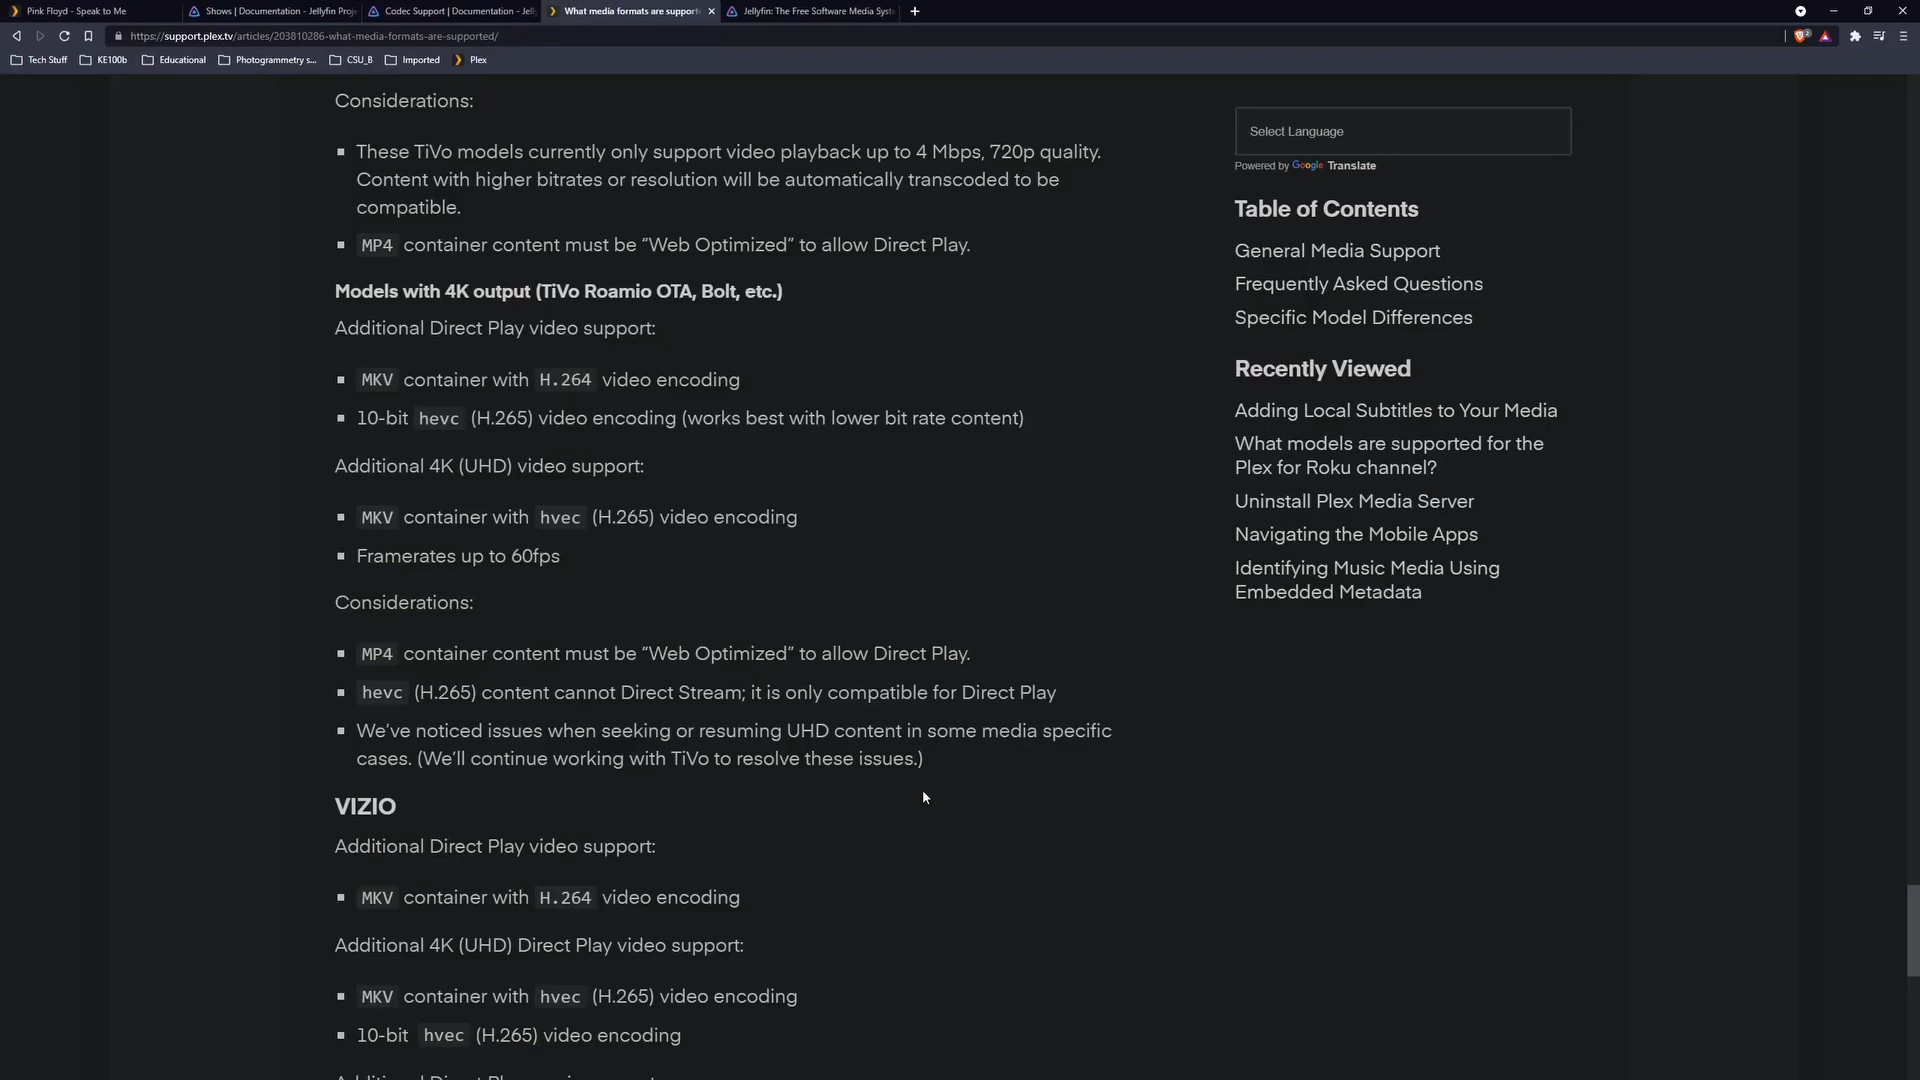 Pink Floyd - Speak to Me
Shows | Documentation - Jellyfin Proje
Codec Support | Documentation - Jelly
What media formats are support
Jellyfin: The Free Software Media Syst
https://support.plex.tv/articles/203810286-what-media-formats-are-supported/
2
Tech Stuff
KE100b
Educational
Photogrammetry s...
CSU_B
Imported
Plex
Considerations:
These TiVo models currently only support video playback up to 4 Mbps, 720p quality.
Content with higher bitrates or resolution will be automatically transcoded to be
compatible.
MP4 container content must be “Web Optimized” to allow Direct Play.
Models with 4K output (TiVo Roamio OTA, Bolt, etc.)
Additional Direct Play video support:
MKV container with H.264 video encoding
10-bit hevc (H.265) video encoding (works best with lower bit rate content)
Additional 4K (UHD) video support:
MKV container with hvec (H.265) video encoding
Framerates up to 60fps
Considerations:
MP4 container content must be “Web Optimized” to allow Direct Play.
hevc (H.265) content cannot Direct Stream; it is only compatible for Direct Play
We’ve noticed issues when seeking or resuming UHD content in some media specific
cases. (We’ll continue working with TiVo to resolve these issues.)
VIZIO
Additional Direct Play video support:
MKV container with H.264 video encoding
Additional 4K (UHD) Direct Play video support:
MKV container with hvec (H.265) video encoding
10-bit hvec (H.265) video encoding
Select Language
Powered by Google Translate
Table of Contents
General Media Support
Frequently Asked Questions
Specific Model Differences
Recently Viewed
Adding Local Subtitles to Your Media
What models are supported for the
Plex for Roku channel?
Uninstall Plex Media Server
Navigating the Mobile Apps
Identifying Music Media Using
Embedded Metadata